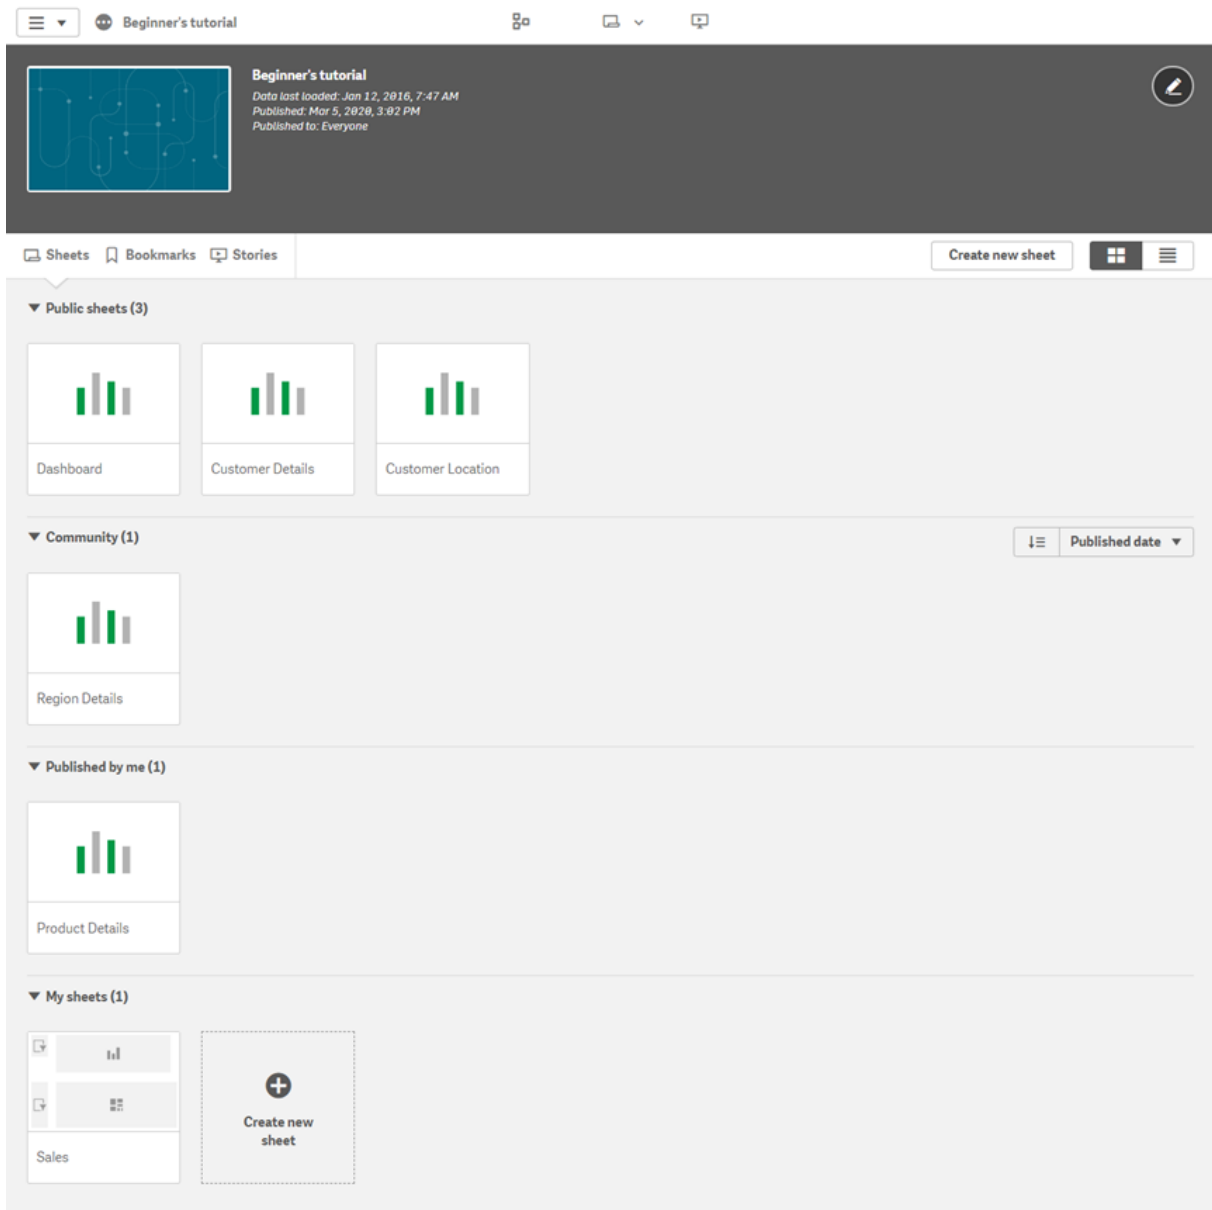 Beginner's tutorial
Beginner's tutorial
Data last loaded: Jan 12, 2016, 7:47 AM
Published: Mar 5, 2020, 3:02 PM
Published to: Everyone
Sheets Bookmarks Stories Create new sheet
Public sheets (3)
Dashboard Customer Details Customer Location
Community (1) Published date
Region Details
Published by me (1)
Product Details
My sheets (1)
Create new
sheet
Sales